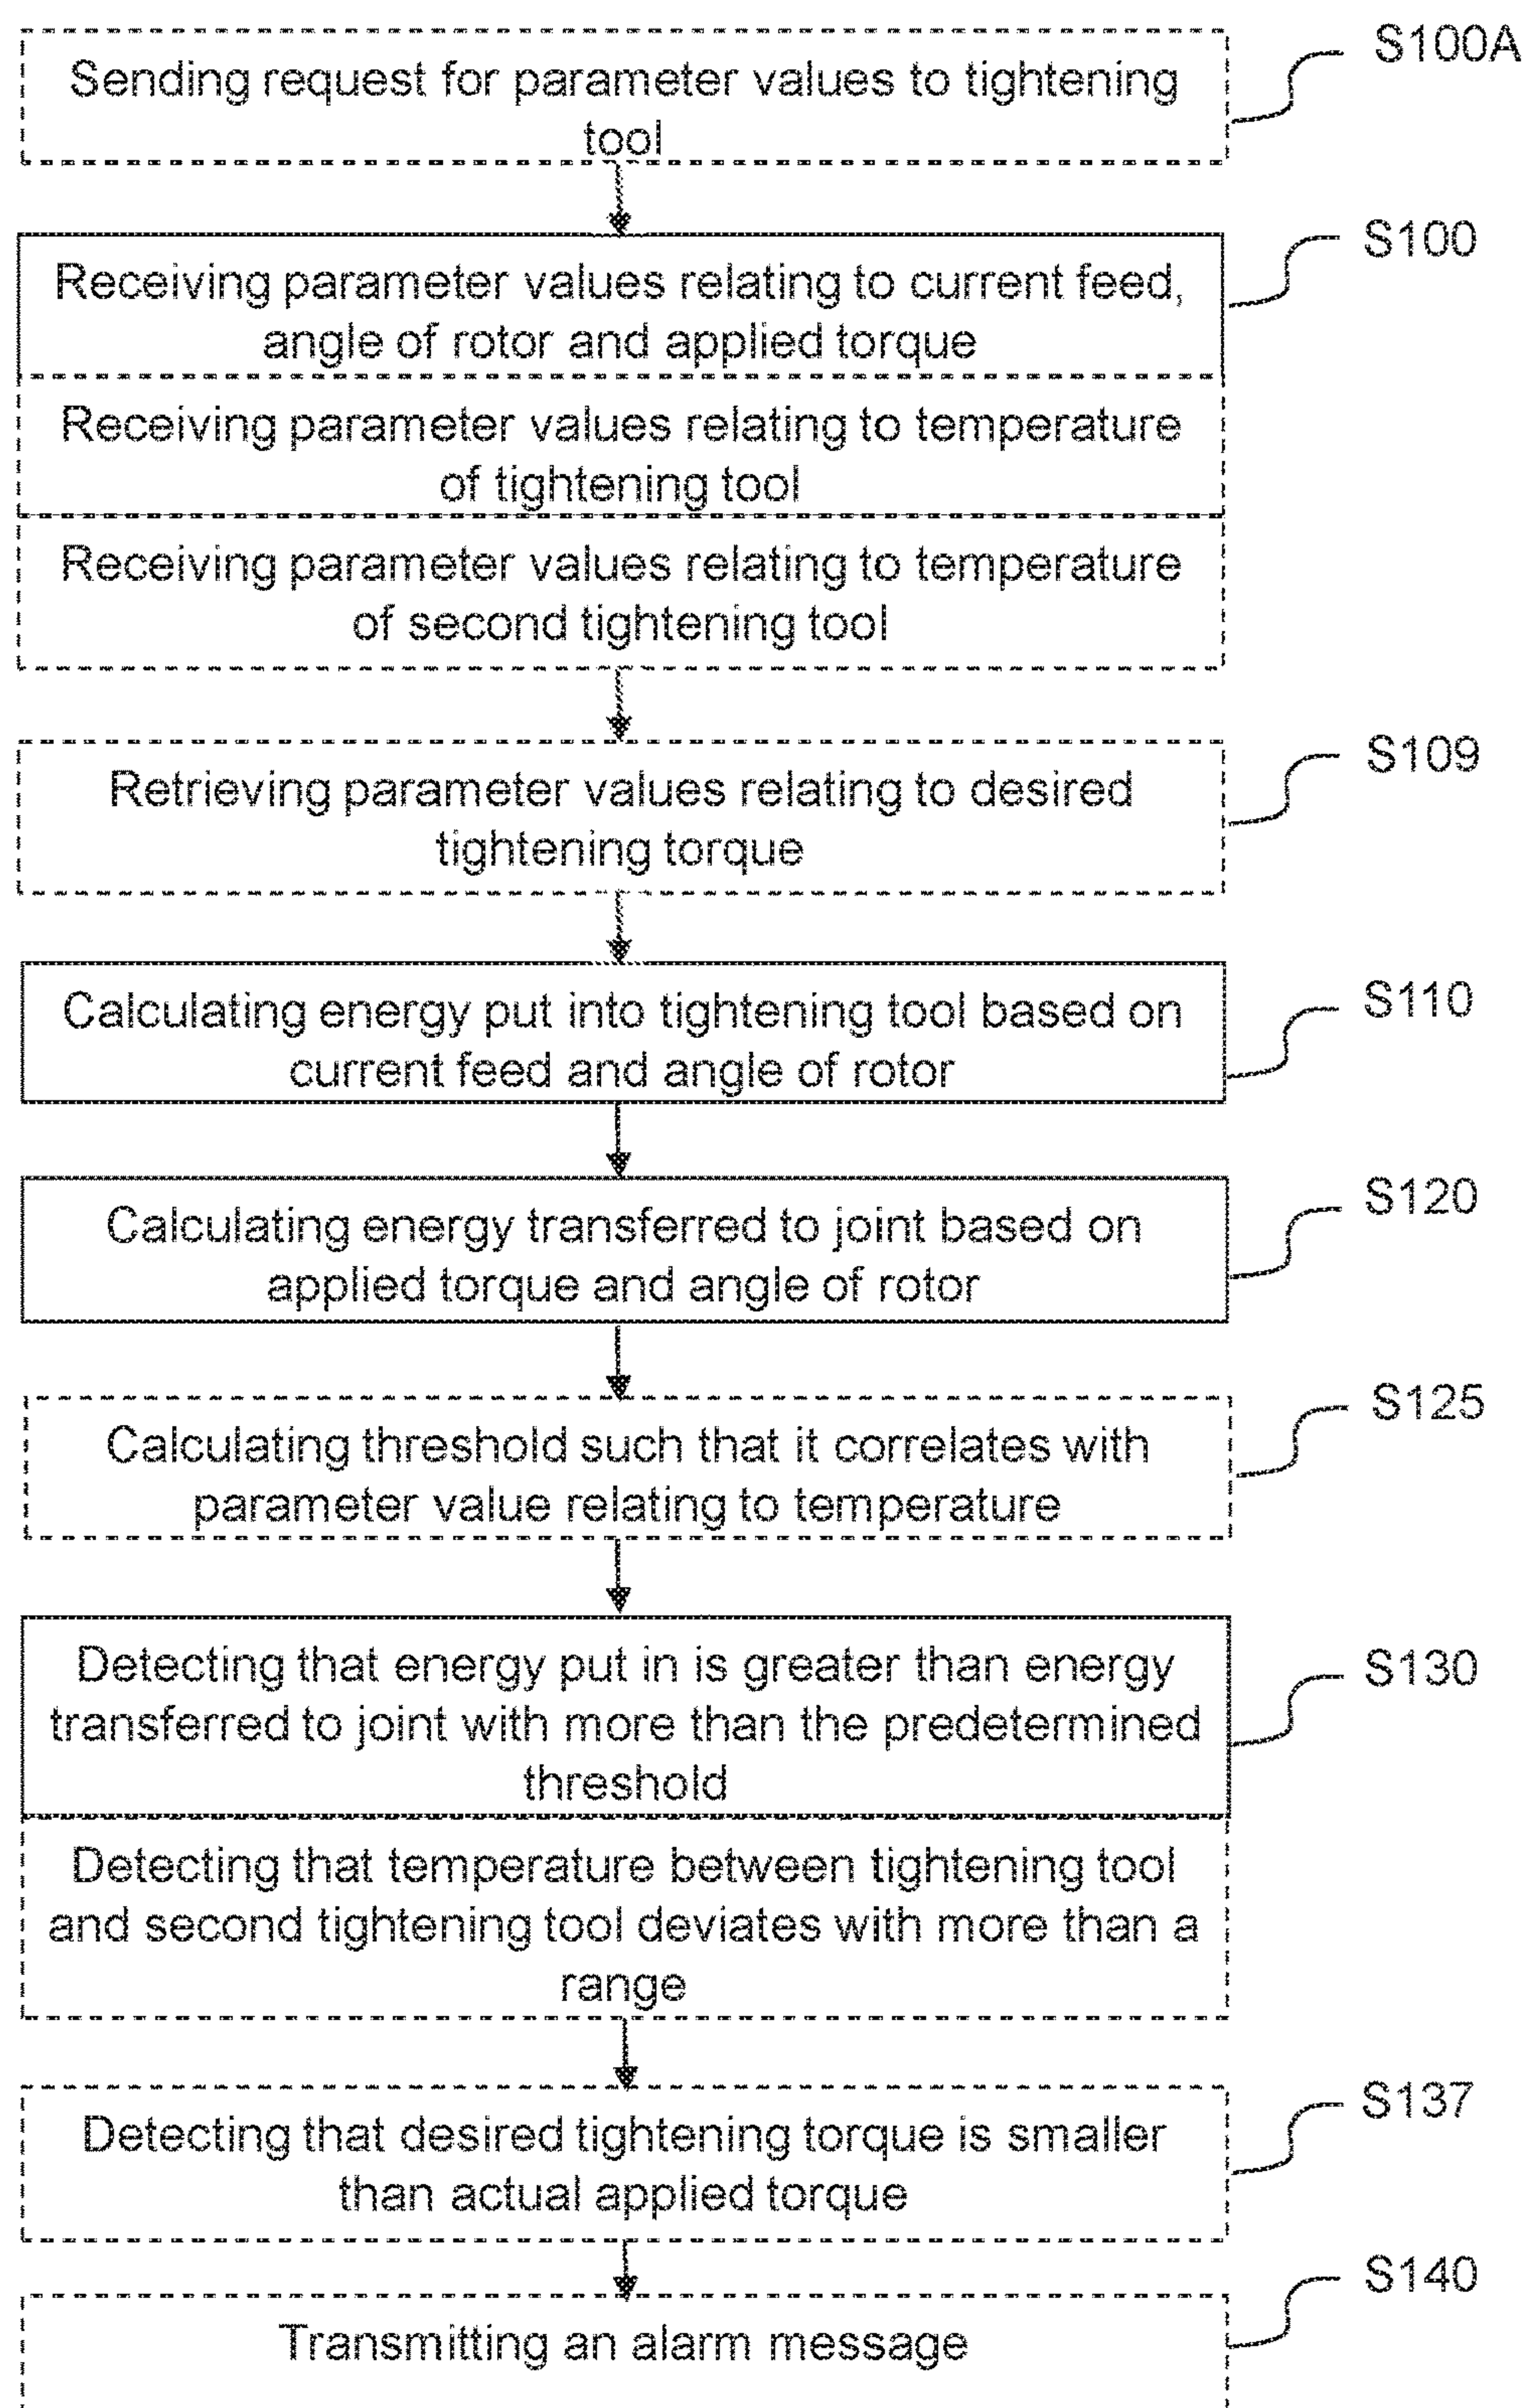 S100A
Sending request for parameter values to tightening
tool
S100
Receiving parameter values relating to current feed,
angle of rotor and applied torque
Receiving parameter values relating to temperature
of tightening tool
Receiving parameter values relating to temperature
of second tightening tool
S109
Retrieving parameter values relating to desired
tightening torque
S110
Calculating energy put into tightening tool based on
current feed and angle of rotor
S120
Calculating energy transferred to joint based on
applied torque and angle of rotor
S125
Calculating threshold such that it correlates with
parameter value relating to temperature
S130
Detecting that energy put in is greater than energy
transferred to joint with more than the predetermined
threshold
Detecting that temperature between tightening tool
and second tightening tool deviates with more than a
range
S137
Detecting that desired tightening torque is smaller
than actual applied torque
S140
Transmitting an alarm message